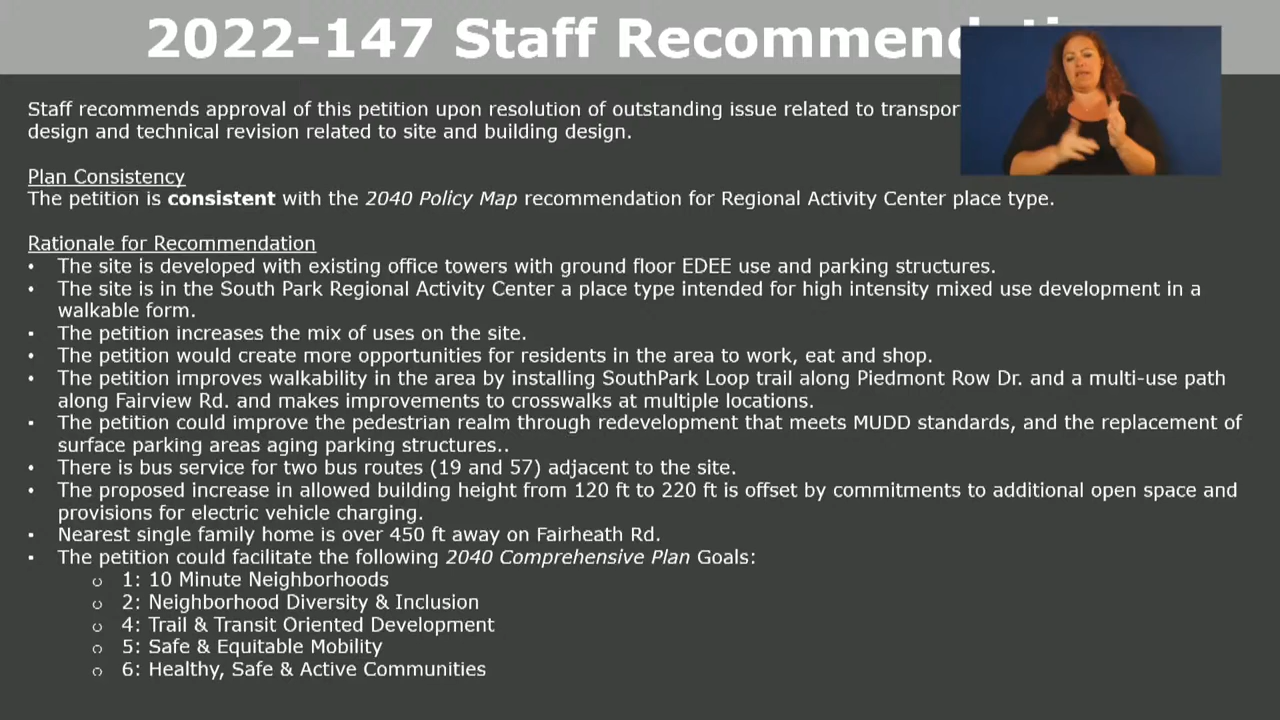 2022-147 Staff Recommend
Staff recommends approval of this petition upon resolution of outstanding issue related to
design and technical revision related to site and building design.
Plan Consistency
The petition is consistent with the 2040 Policy Map recommendation for Regional Activity Center place type.
Rationale for Recommendation
• The site is developed with existing office towers with ground floor EDEE use and parking structures.
• The site is in the South Park Regional Activity Center a place type intended for high intensity mixed use development in a
walkable form.
• The petition increases the mix of uses on the site.
• The petition would create more opportunities for residents in the area to work, eat and shop.
• The petition improves walkability in the area by installing SouthPark Loop trail along Piedmont Row Dr. and a multi-use path
along Fairview Rd. and makes improvements to crosswalks at multiple locations.
• The petition could improve the pedestrian realm through redevelopment that meets MUDD standards, and the replacement of
surface parking areas aging parking structures..
• There is bus service for two bus routes (19 and 57) adjacent to the site.
• The proposed increase in allowed building height from 120 ft to 220 ft is offset by commitments to additional open space and
provisions for electric vehicle charging.
• Nearest single family home is over 450 ft away on Fairheath Rd.
• The petition could facilitate the following 2040 Comprehensive Plan Goals:
○ 1: 10 Minute Neighborhoods
○ 2: Neighborhood Diversity & Inclusion
○ 4: Trail & Transit Oriented Development
○ 5: Safe & Equitable Mobility
○ 6: Healthy, Safe & Active Communities